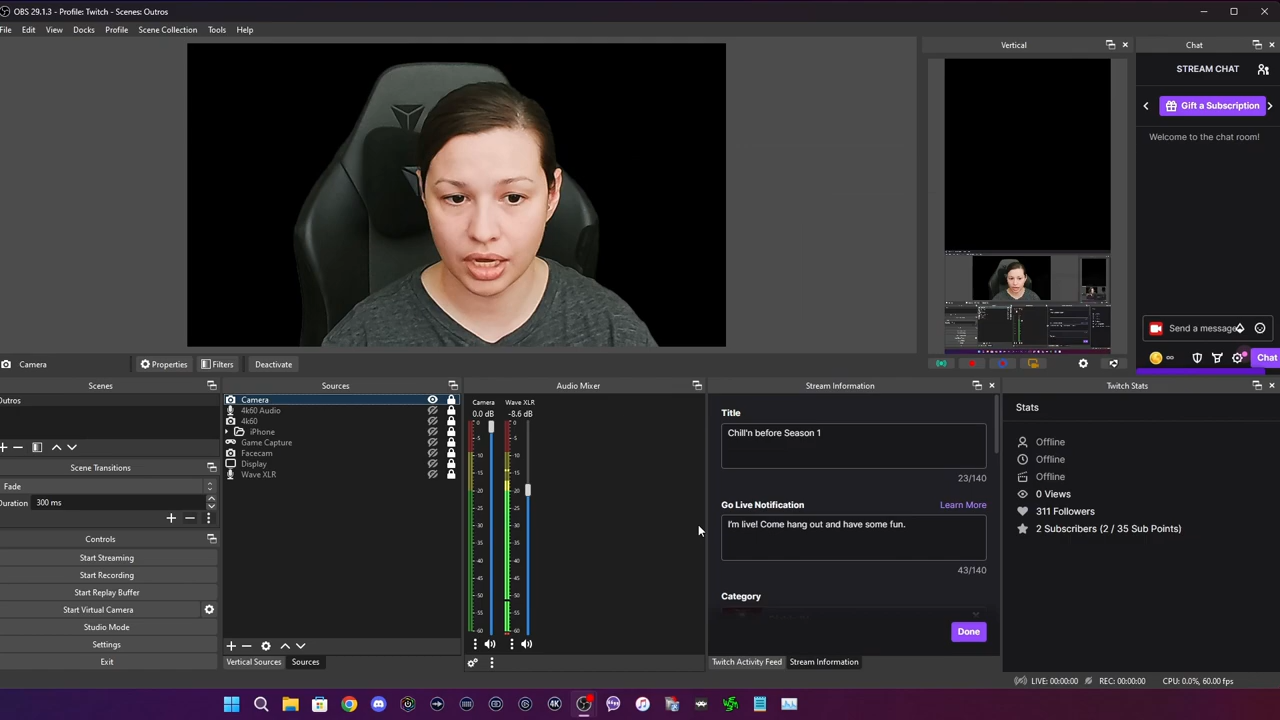 OBS 29.1.3 - Profile: Twitch - Scenes: Outros
File Edit View Docks Profile Scene Collection Tools Help
Vertical
Chat
STREAM CHAT
Gift a Subscription
Welcome to the chat room!
Send a message
Chat
Camera
Properties
Filters
Deactivate
Scenes
Outros
Scene Transitions
Fade
Duration 300 ms
Controls
Start Streaming
Start Recording
Start Replay Buffer
Start Virtual Camera
Studio Mode
Settings
Exit
Sources
Camera
4k60 Audio
4k60
iPhone
Game Capture
Facecam
Display
Wave XLR
Vertical Sources
Sources
Audio Mixer
Camera Wave XLR
0.0 dB -8.6 dB
Stream Information
Title
Chill'n before Season 1
23/140
Go Live Notification
Learn More
I'm live! Come hang out and have some fun.
43/140
Category
Done
Twitch Activity Feed
Stream Information
Twitch Stats
Stats
Offline
Offline
Offline
0 Views
311 Followers
2 Subscribers (2 / 35 Sub Points)
LIVE: 00:00:00 REC: 00:00:00 CPU: 0.0%, 60.00 fps
4K